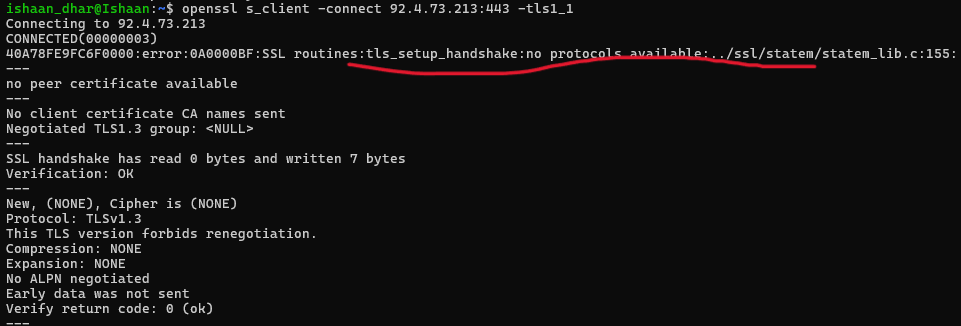 ishaan_dhar@Ishaan:~$ openssl s_client -connect 92.4.73.213:443 -tls1_1
Connecting to 92.4.73.213
CONNECTED(00000003)
40A78FE9FC6F0000:error:0A0000BF:SSL routines:tls_setup_handshake:no protocols available:../ssl/statem/statem_lib.c:155:
---
no peer certificate available
---
No client certificate CA names sent
Negotiated TLS1.3 group: <NULL>
---
SSL handshake has read 0 bytes and written 7 bytes
Verification: OK
---
New, (NONE), Cipher is (NONE)
Protocol: TLSv1.3
This TLS version forbids renegotiation.
Compression: NONE
Expansion: NONE
No ALPN negotiated
Early data was not sent
Verify return code: 0 (ok)
---